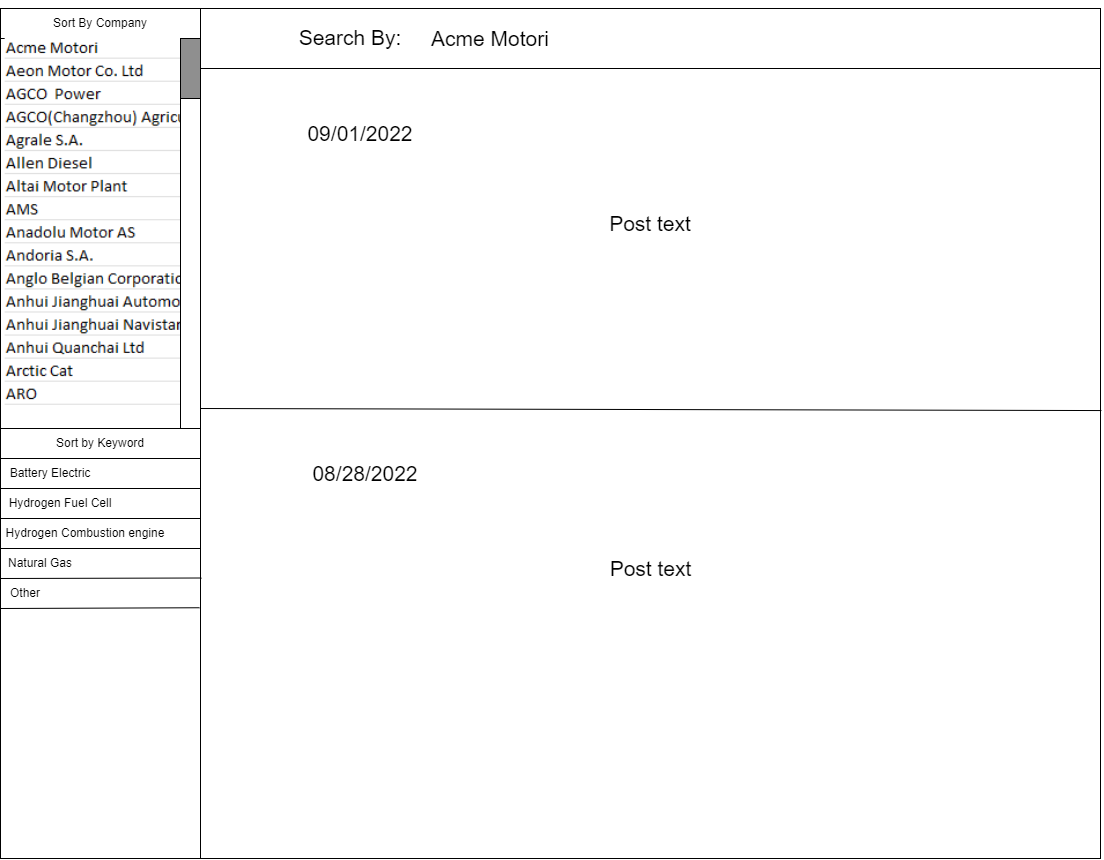 Sort By Company
Acme Motori
Aeon Motor Co. Ltd
AGCO  Power
AGCO(Changzhou) Agricu
Agrale S.A.
Allen Diesel
Altai Motor Plant
AMS
Anadolu Motor AS
Andoria S.A.
Anglo Belgian Corporatic
Anhui Jianghuai Automo
Anhui Jianghuai Navistar
Anhui Quanchai Ltd
Arctic Cat
ARO
Sort by Keyword
Battery Electric
Hydrogen Fuel Cell
Hydrogen Combustion engine
Natural Gas
Other
Search By: Acme Motori
09/01/2022
Post text
08/28/2022
Post text